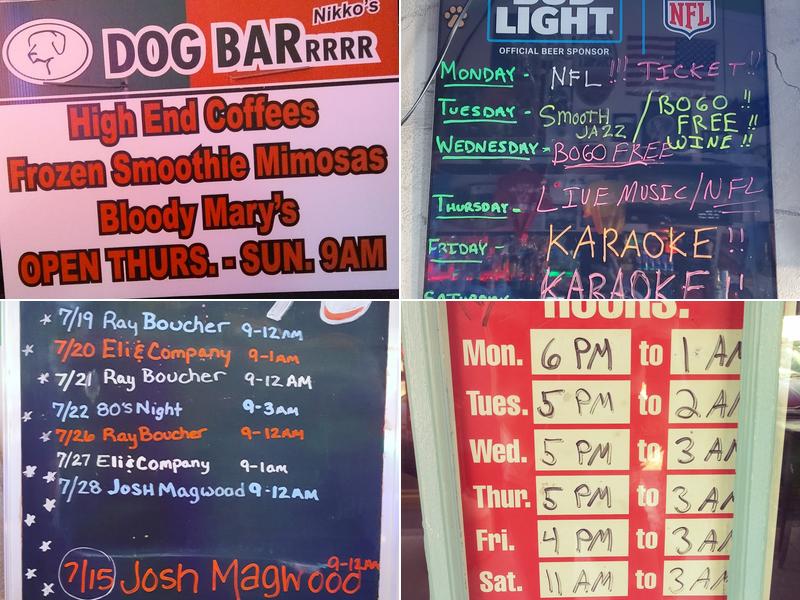 Nikko's
DOG BARRRRR
High End Coffees
Frozen Smoothie Mimosas
Bloody Mary's
OPEN THURS. - SUN. 9AM
BUD
LIGHT.
NFL
OFFICIAL BEER SPONSOR
MONDAY - NFL!!! TICKET!!
TUESDAY - SMOOTH JAZZ / BOGO FREE WINE!!
WEDNESDAY - BOGO FREE
THURSDAY - LIVE MUSIC/NFL
FRIDAY - KARAOKE!!
SATURDAY KARAOKE!!
7/19 Ray Boucher 9-12AM
7/20 Eli & Company 9-1AM
7/21 Ray Boucher 9-12AM
7/22 80's Night 9-3AM
7/26 Ray Boucher 9-12AM
7/27 Eli & Company 9-1am
7/28 Josh Magwood 9-12AM
7/15 Josh Magwood 9-12AM
HOURS:
Mon. 6 PM to 1 AM
Tues. 5 PM to 2 AM
Wed. 5 PM to 3 AM
Thur. 5 PM to 3 AM
Fri. 4 PM to 3 AM
Sat. 11 AM to 3 AM